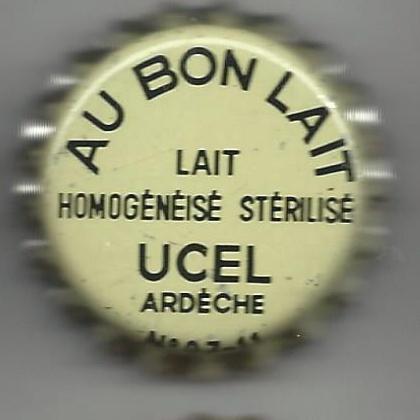 AU BON LAIT
LAIT
HOMOGÉNÉISÉ STÉRILISÉ
UCEL
ARDÈCHE